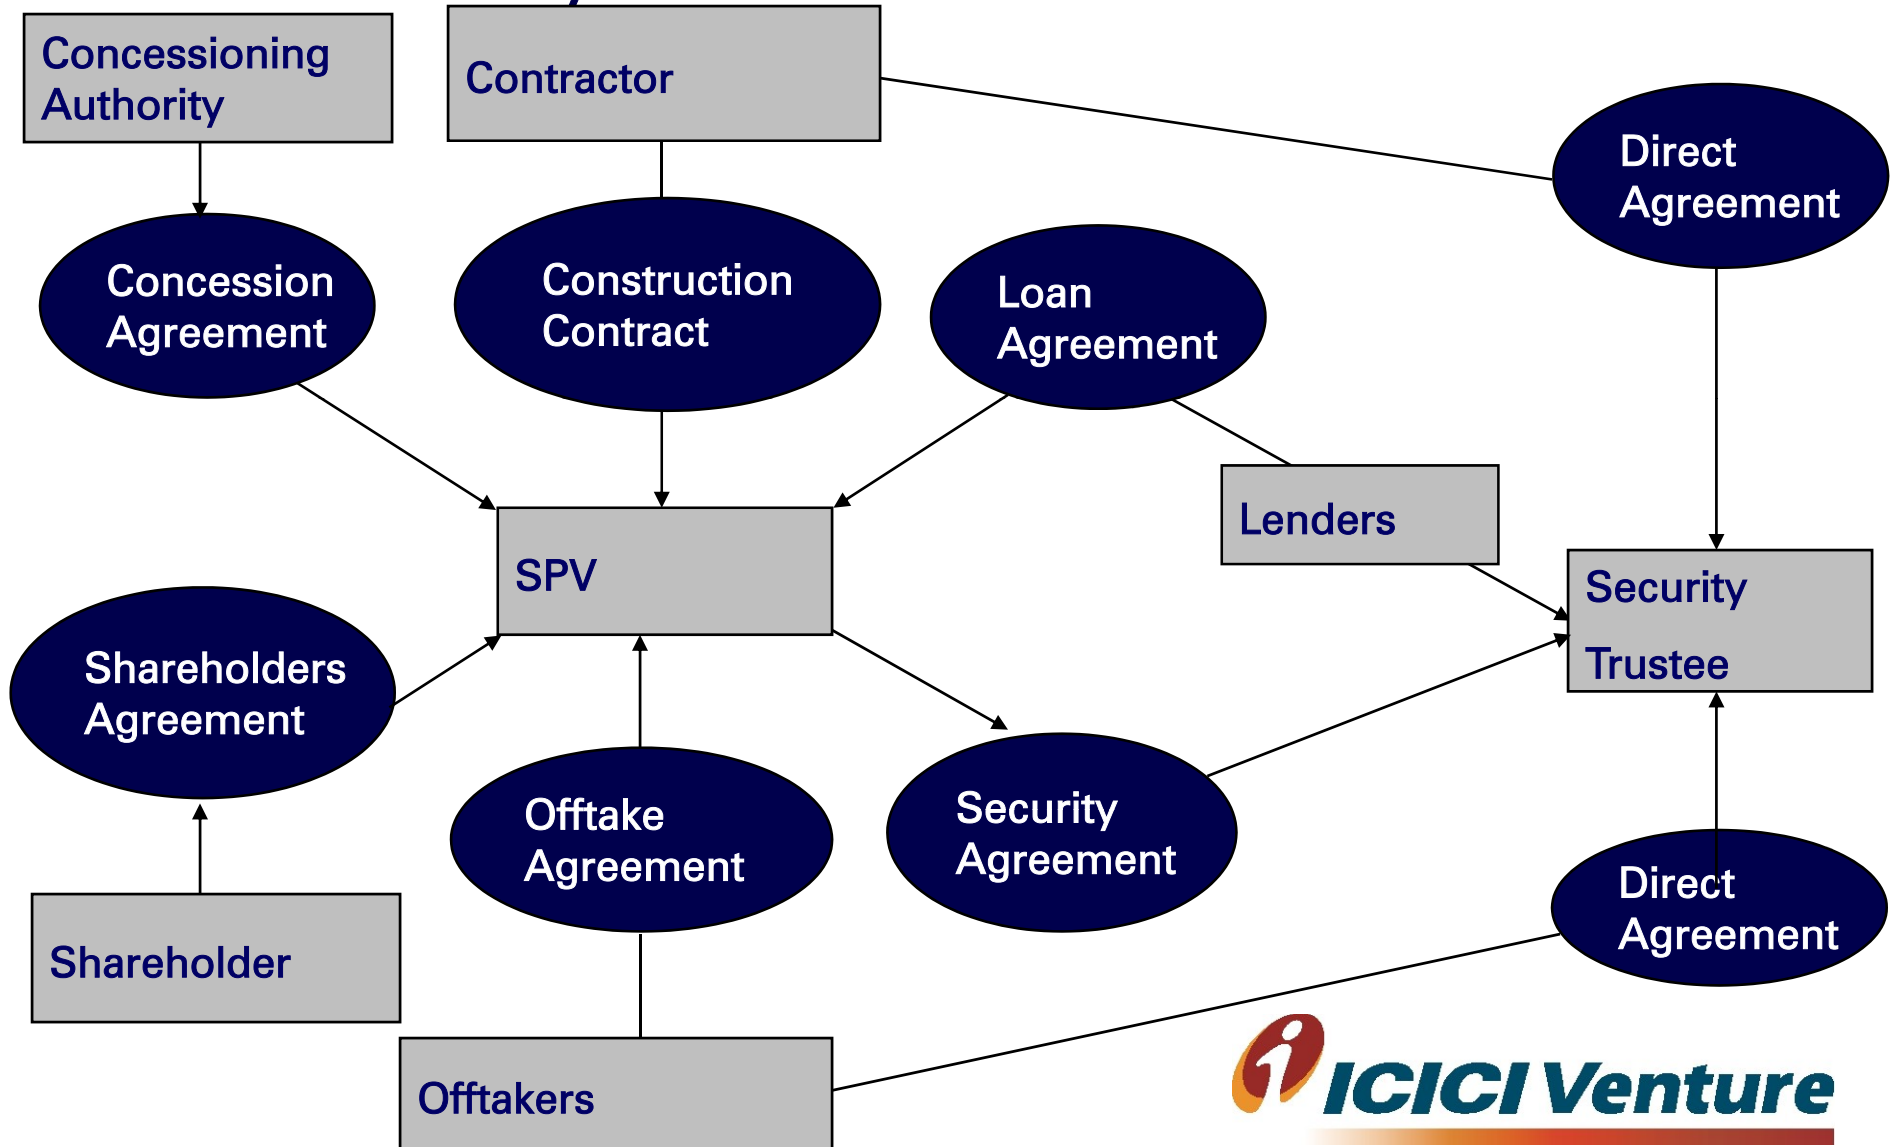 Concessioning
Authority
Contractor
Direct
Agreement
Concession
Agreement
Construction
Contract
Loan
Agreement
Lenders
SPV
Security
Trustee
Shareholders
Agreement
Offtake
Agreement
Security
Agreement
Direct
Agreement
Shareholder
Offtakers
ICICI Venture